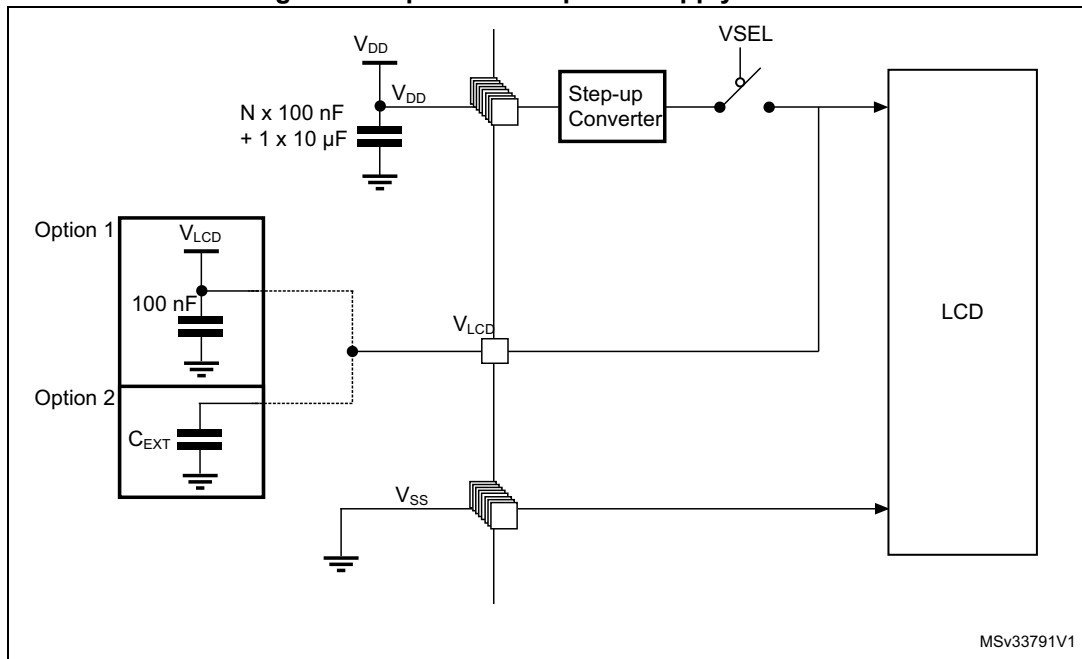 VSEL
VDD
VDD
N x 100 nF
+ 1 x 10 µF
Step-up
Converter
Option 1
VLCD
100 nF
VLCD
LCD
Option 2
CEXT
VSS
MSv33791V1